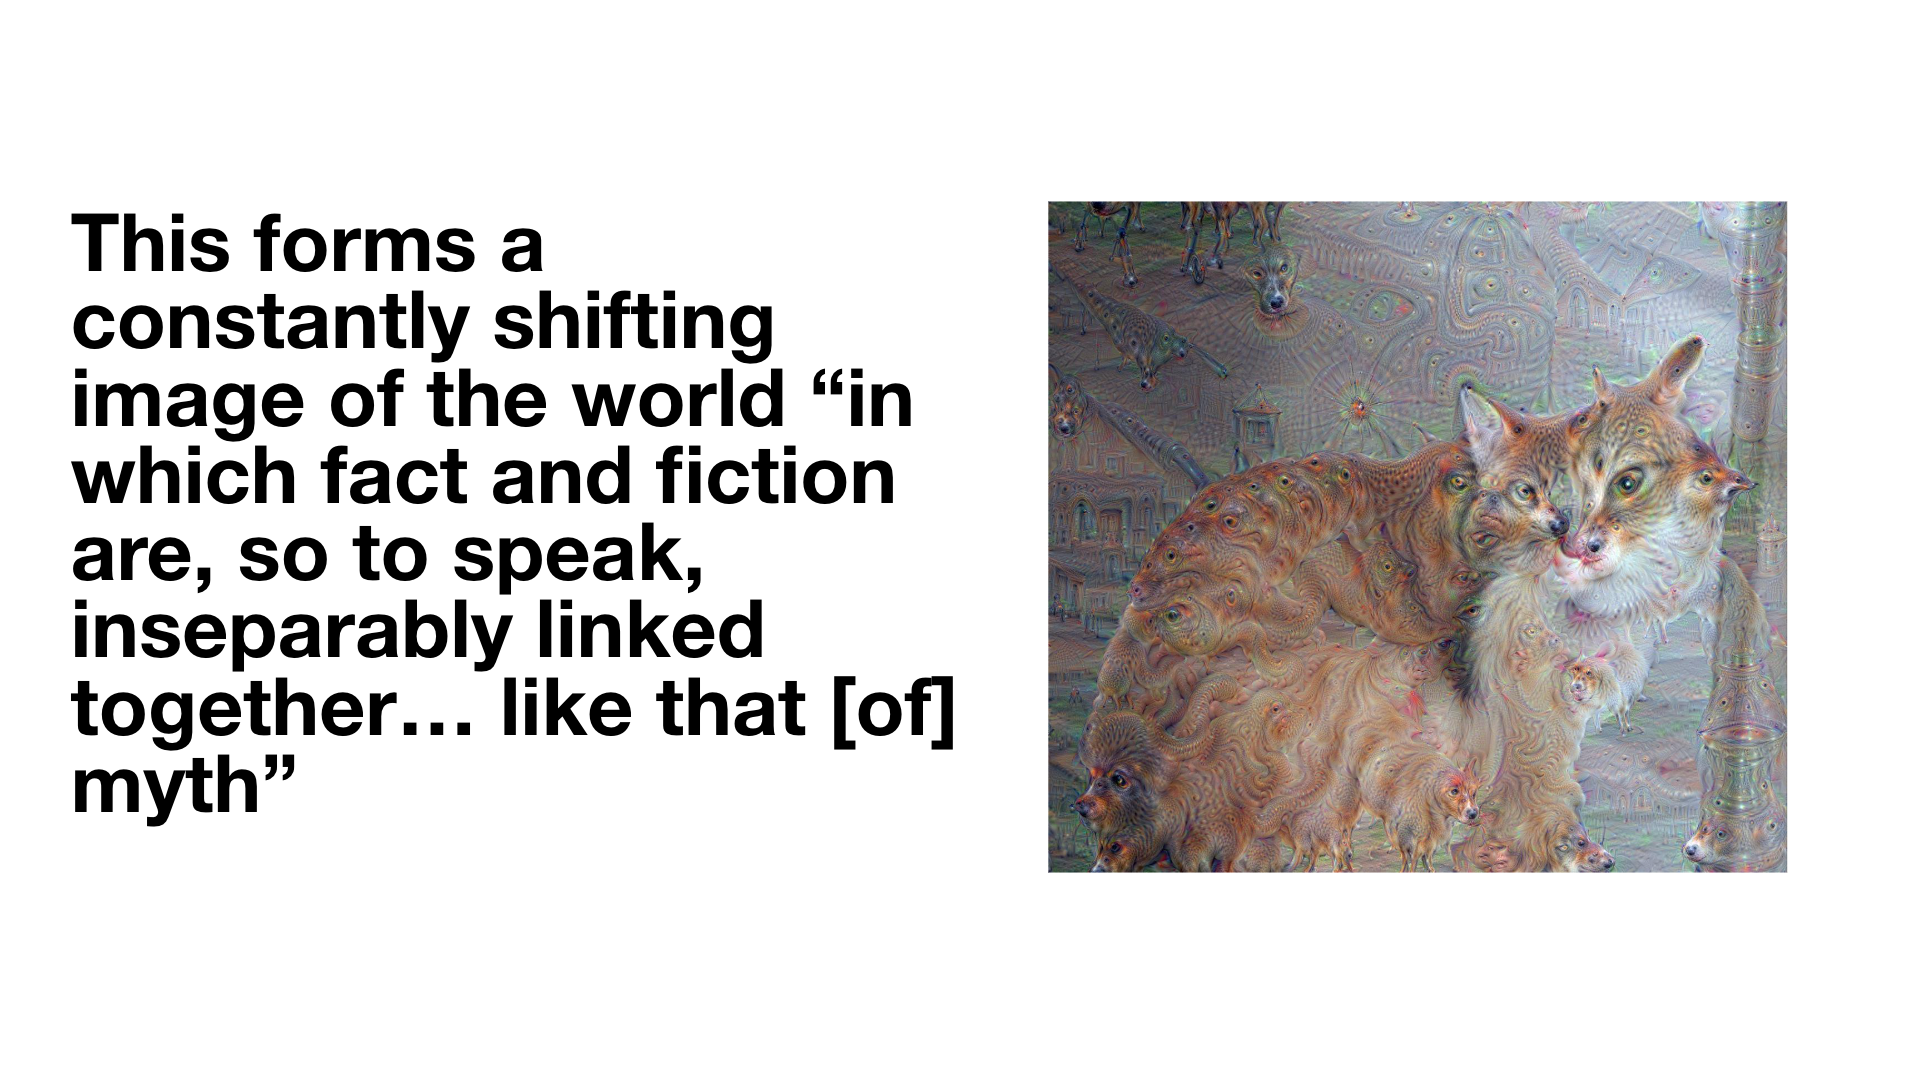 This forms a
constantly shifting
image of the world “in
which fact and fiction
are, so to speak,
inseparably linked
together… like that [of]
myth”